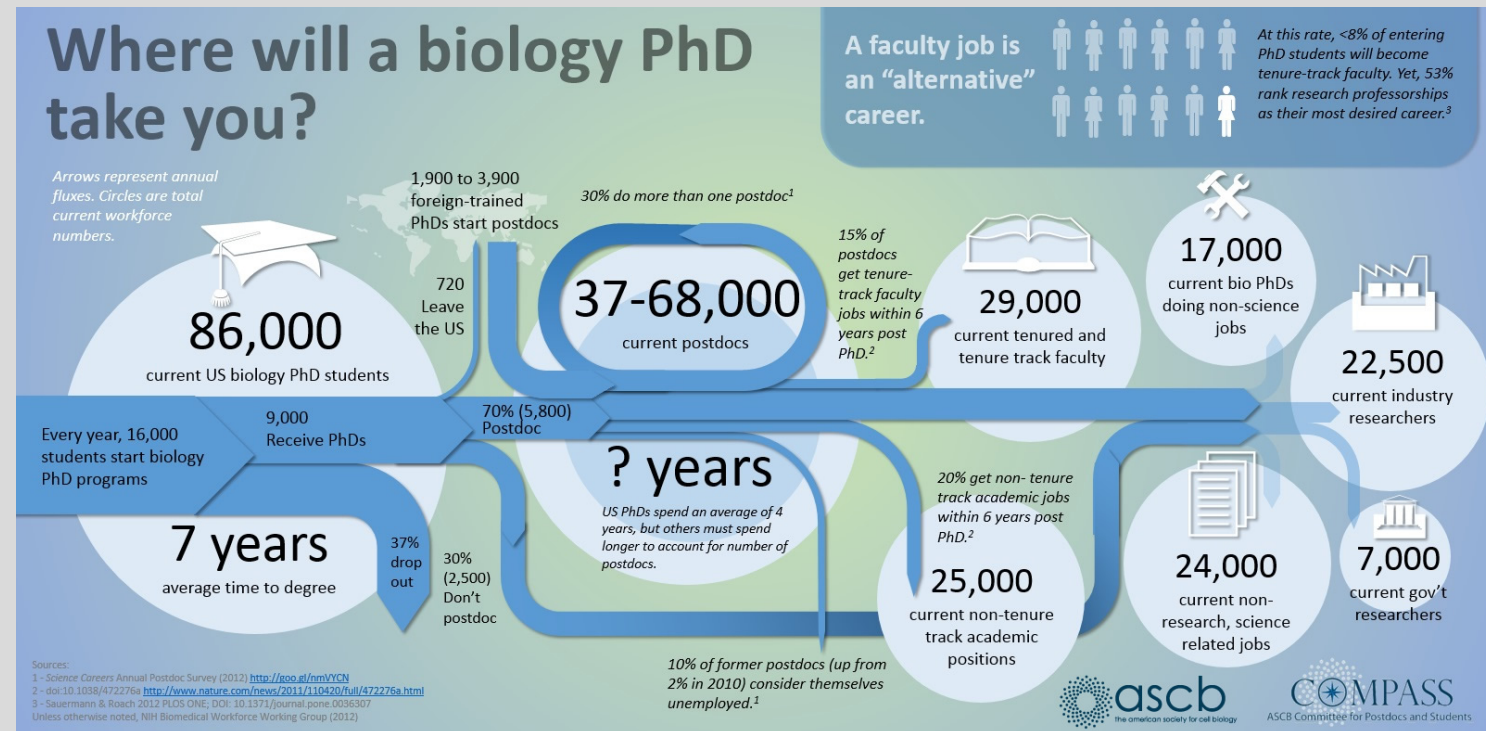 Where will a biology PhD
take you?
A faculty job is
an “alternative”
career.
At this rate, <8% of entering
PhD students will become
tenure-track faculty. Yet, 53%
rank research professorships
as their most desired career.³
Arrows represent annual
fluxes. Circles are total
current workforce
numbers.
86,000
current US biology PhD students
Every year, 16,000
students start biology
PhD programs
9,000
Receive PhDs
7 years
average time to degree
37%
drop
out
30%
(2,500)
Don’t
postdoc
1,900 to 3,900
foreign-trained
PhDs start postdocs
720
Leave
the US
70% (5,800)
Postdoc
30% do more than one postdoc¹
37-68,000
current postdocs
? years
US PhDs spend an average of 4
years, but others must spend
longer to account for number of
postdocs.
15% of
postdocs
get tenure-
track faculty
jobs within 6
years post
PhD.²
29,000
current tenured and
tenure track faculty
20% get non- tenure
track academic jobs
within 6 years post
PhD.²
25,000
current non-tenure
track academic
positions
10% of former postdocs (up from
2% in 2010) consider themselves
unemployed.¹
17,000
current bio PhDs
doing non-science
jobs
22,500
current industry
researchers
24,000
current non-
research, science
related jobs
7,000
current gov’t
researchers
Sources:
1 - Science Careers Annual Postdoc Survey (2012) http://goo.gl/nmVYCN
2 - doi:10.1038/472276a http://www.nature.com/news/2011/110420/full/472276a.html
3 - Sauermann & Roach 2012 PLOS ONE; DOI: 10.1371/journal.pone.0036307
Unless otherwise noted, NIH Biomedical Workforce Working Group (2012)
ascb
the american society for cell biology
COMPASS
ASCB Committee for Postdocs and Students